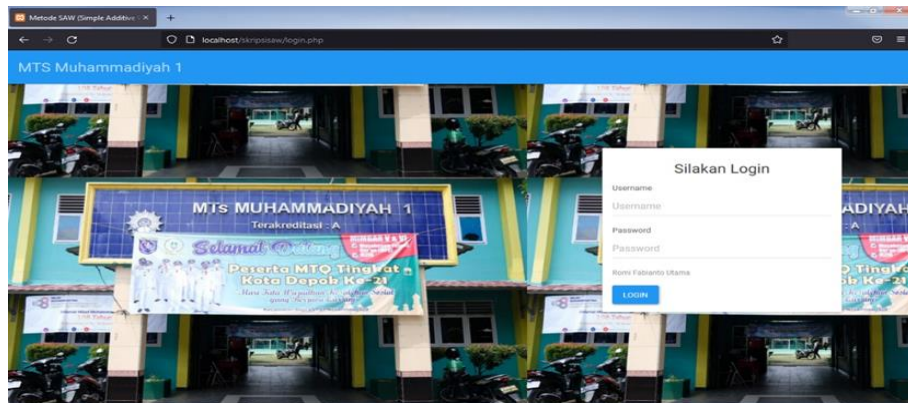 Metode SAW (Simple Additive
localhost/skripsisaw/login.php
MTS Muhammadiyah 1
Silakan Login
Username
Username
Password
Password
Romi Fabianto Utama
LOGIN
MTs MUHAMMADIYAH 1
Terakreditasi : A
Selamat Datang
Peserta MTQ Tingkat
Kota Depok Ke-21